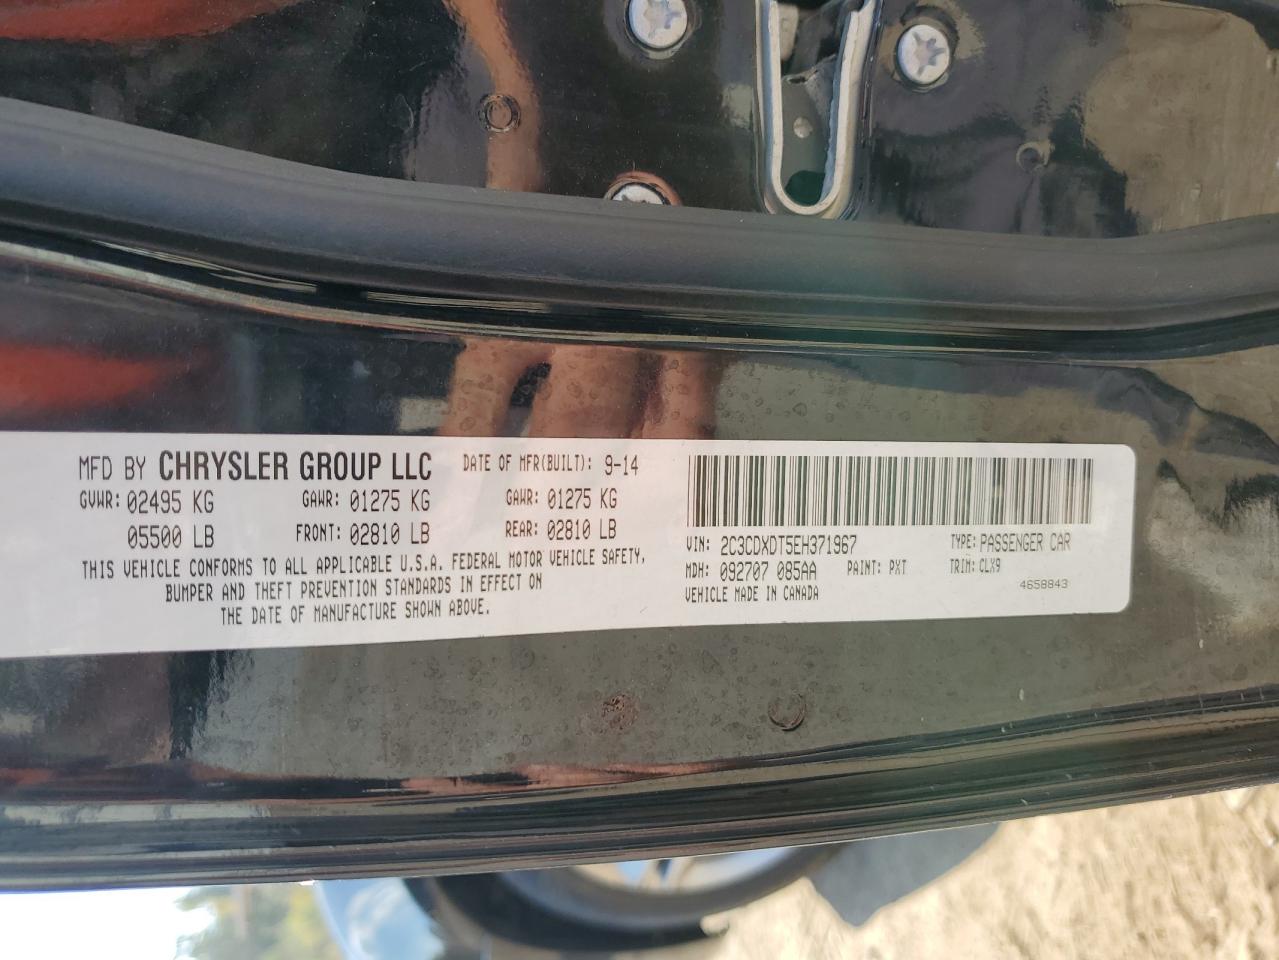 MFD BY CHRYSLER GROUP LLC DATE OF MFR(BUILT): 9-14
GVWR: 02495 KG GAWR: 01275 KG GAWR: 01275 KG
05500 LB FRONT: 02810 LB REAR: 02810 LB
THIS VEHICLE CONFORMS TO ALL APPLICABLE U.S.A. FEDERAL MOTOR VEHICLE SAFETY,
BUMPER AND THEFT PREVENTION STANDARDS IN EFFECT ON
THE DATE OF MANUFACTURE SHOWN ABOVE.
VIN: 2C3CDXDT5EH371967 TYPE: PASSENGER CAR
MDH: 092707 085AA PAINT: PXT TRIM: CLX9
VEHICLE MADE IN CANADA 4658843